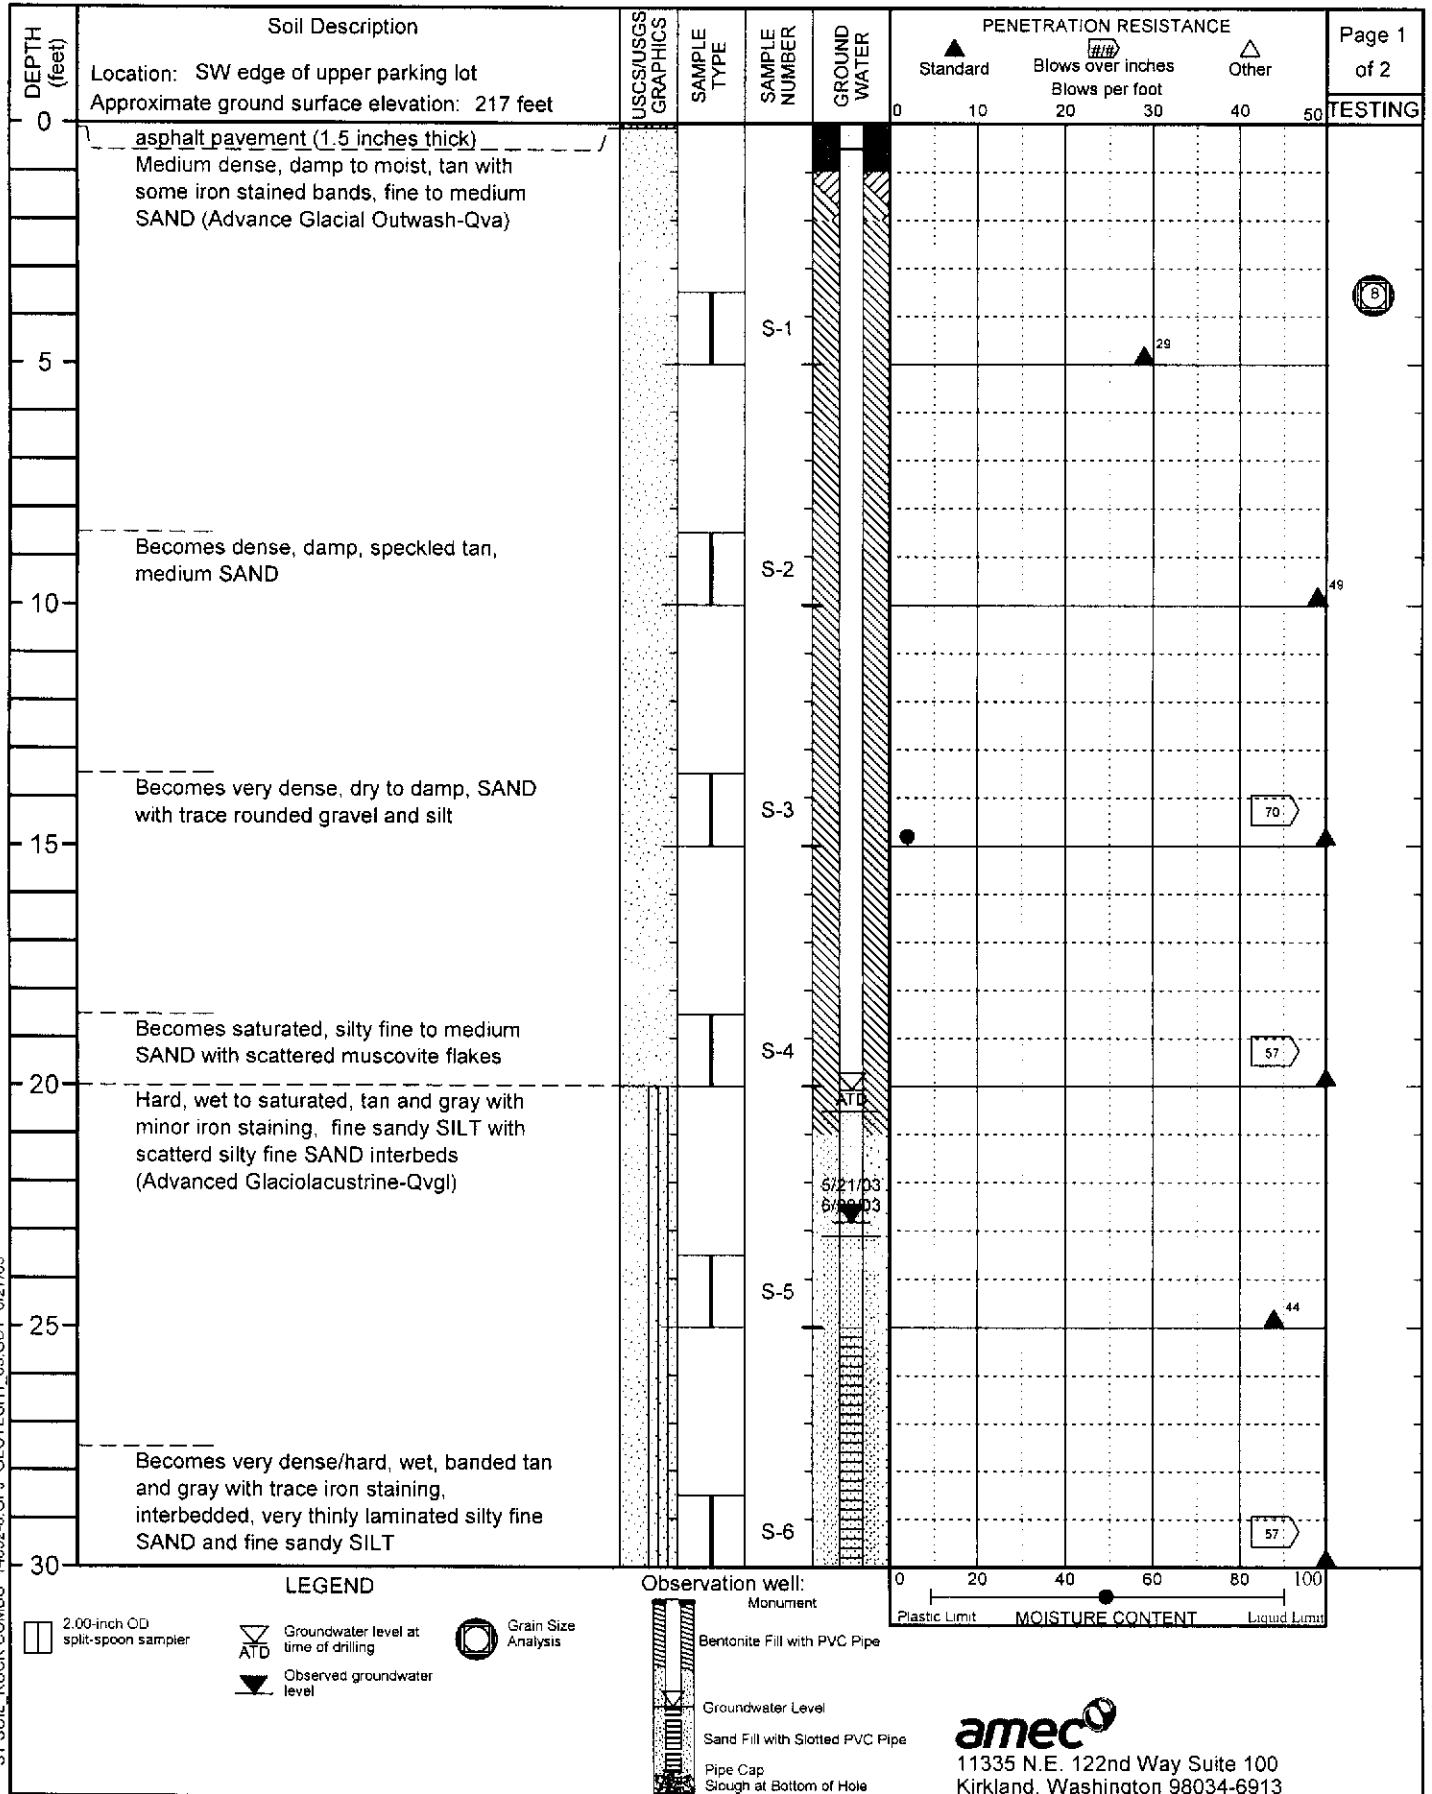 DEPTH
(feet)
Soil Description
Location: SW edge of upper parking lot
Approximate ground surface elevation: 217 feet
USCS/USGS
GRAPHICS
SAMPLE
TYPE
SAMPLE
NUMBER
GROUND
WATER
PENETRATION RESISTANCE
Standard
#/#
Blows over inches
Blows per foot
Other
Page 1
of 2
TESTING
0 10 20 30 40 50
0
asphalt pavement (1.5 inches thick)
Medium dense, damp to moist, tan with
some iron stained bands, fine to medium
SAND (Advance Glacial Outwash-Qva)
S-1
8
29
5
Becomes dense, damp, speckled tan,
medium SAND
S-2
49
10
Becomes very dense, dry to damp, SAND
with trace rounded gravel and silt
S-3
70
15
Becomes saturated, silty fine to medium
SAND with scattered muscovite flakes
S-4
57
20
ATD
Hard, wet to saturated, tan and gray with
minor iron staining, fine sandy SILT with
scatterd silty fine SAND interbeds
(Advanced Glaciolacustrine-Qvgl)
5/21/03
S-5
44
25
Becomes very dense/hard, wet, banded tan
and gray with trace iron staining,
interbedded, very thinly laminated silty fine
SAND and fine sandy SILT
S-6
57
30
0 20 40 60 80 100
Plastic Limit MOISTURE CONTENT Liquid Limit
LEGEND
2.00-inch OD
split-spoon sampler
ATD
Groundwater level at
time of drilling
Observed groundwater
level
Grain Size
Analysis
Observation well:
Monument
Bentonite Fill with PVC Pipe
Groundwater Level
Sand Fill with Slotted PVC Pipe
Pipe Cap
Slough at Bottom of Hole
amec
11335 N.E. 122nd Way Suite 100
Kirkland, Washington 98034-6913